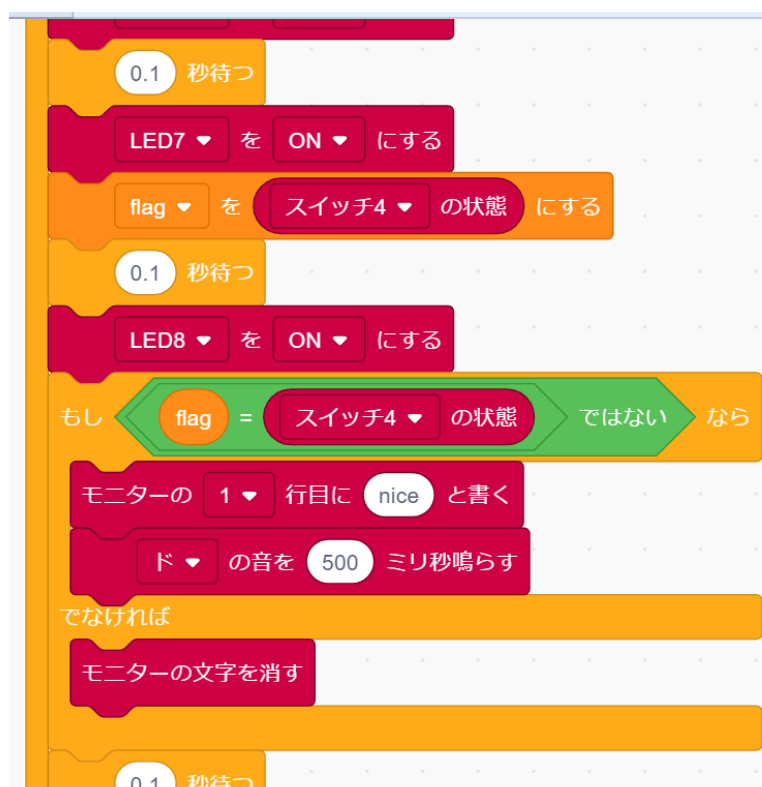 0.1 秒待つ
LED7 を ON にする
flag を スイッチ4 の状態 にする
0.1 秒待つ
LED8 を ON にする
もし flag = スイッチ4 の状態 ではない なら
モニターの 1 行目に nice と書く
ド の音を 500 ミリ秒鳴らす
でなければ
モニターの文字を消す
0.1 秒待つ